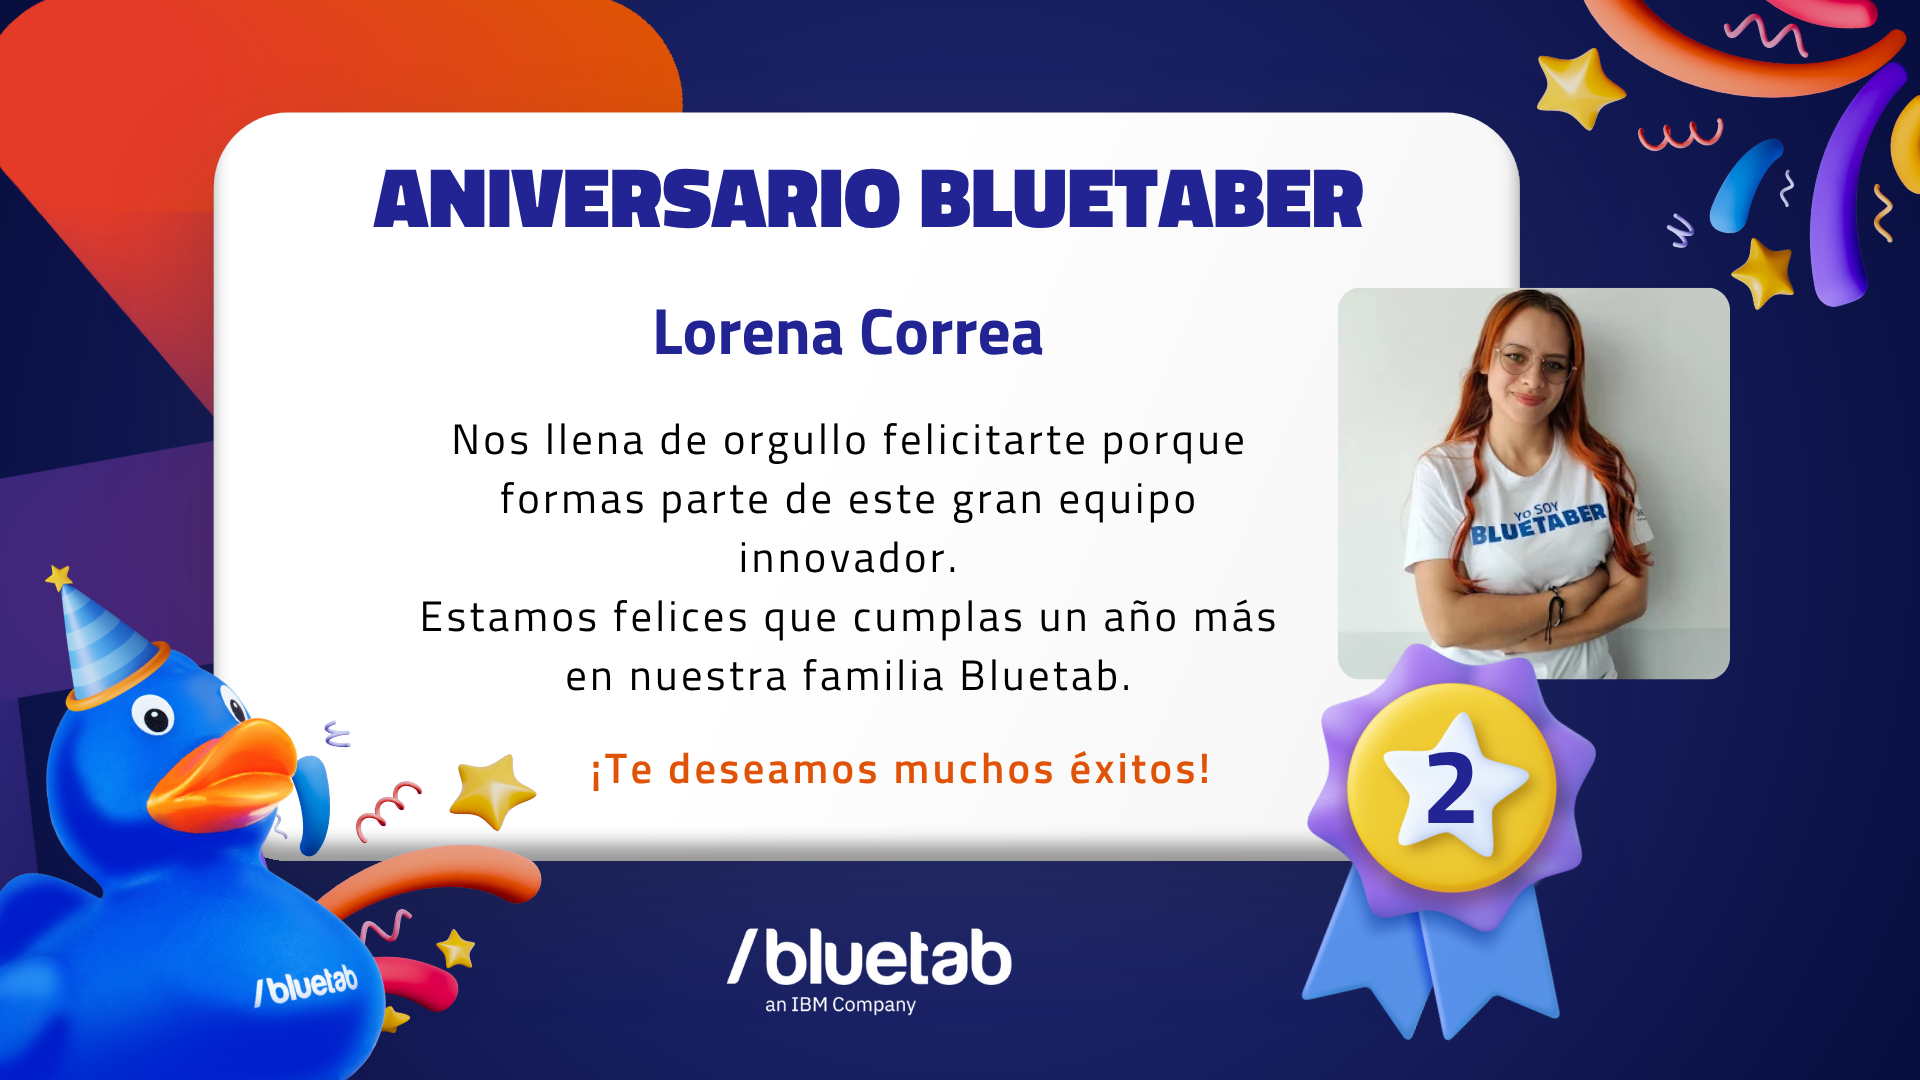 ANIVERSARIO BLUETABER
Lorena Correa
Nos llena de orgullo felicitarte porque
formas parte de este gran equipo
innovador.
Estamos felices que cumplas un año más
en nuestra familia Bluetab.
¡Te deseamos muchos éxitos!
YO SOY
BLUETABER
2
/bluetab
/bluetab
an IBM Company